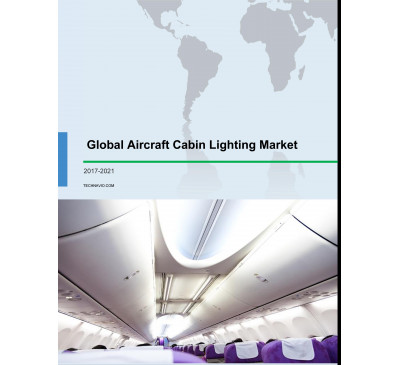 Global Aircraft Cabin Lighting Market
2017-2021
TECHNAVIO.COM